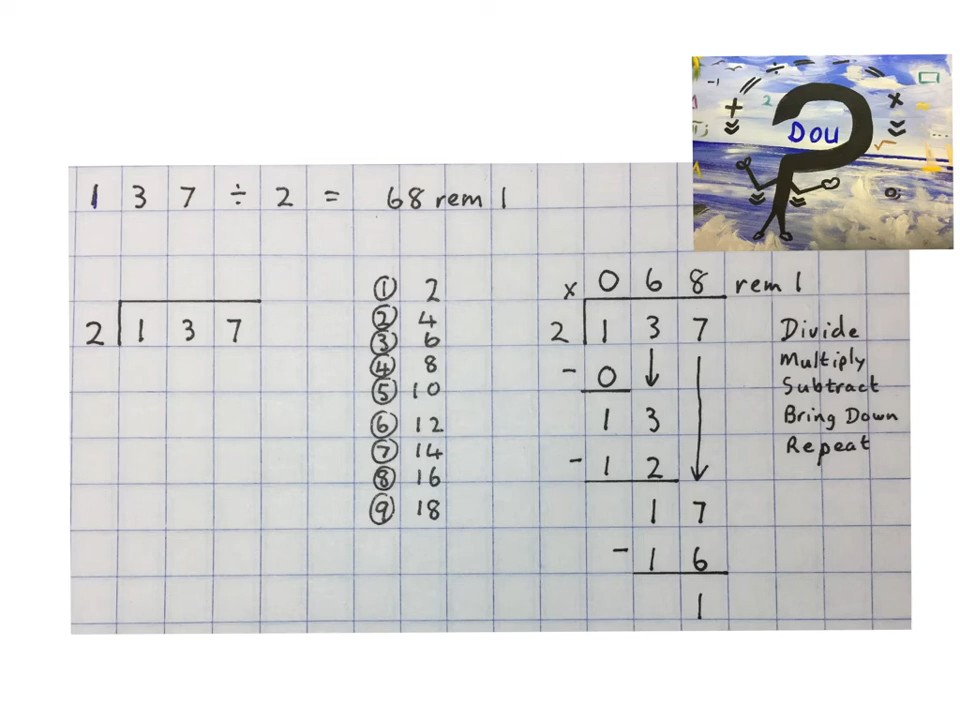 Dou
1 3 7 ÷ 2 = 68 rem 1
2 1 3 7
① 2
② 4
③ 6
④ 8
⑤ 10
⑥ 12
⑦ 14
⑧ 16
⑨ 18
x 0 6 8 rem 1
2 1 3 7
- 0
1 3
- 1 2
1 7
- 1 6
1
Divide
Multiply
Subtract
Bring Down
Repeat